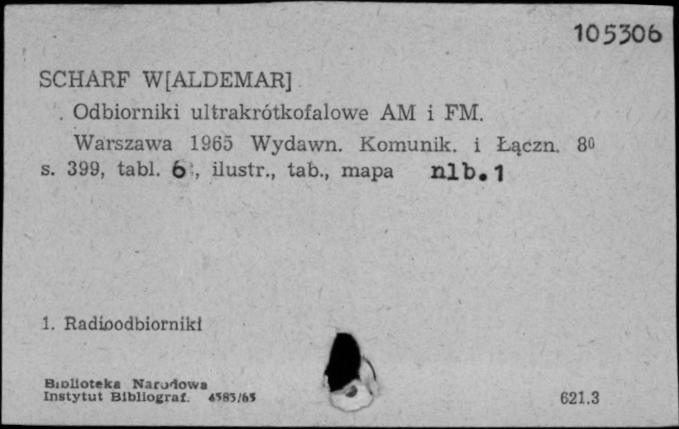 105306
SCHARF W[ALDEMAR]
Odbiorniki ultrakrótkofalowe AM i FM.
Warszawa 1965 Wydawn. Komunik. i Łączn. 8⁰
s. 399, tabl. 6, ilustr., tab., mapa nlb. 1
1. Radioodbiorniki
Biblioteka Narodowa
Instytut Bibliograf. 4583/65
621.3